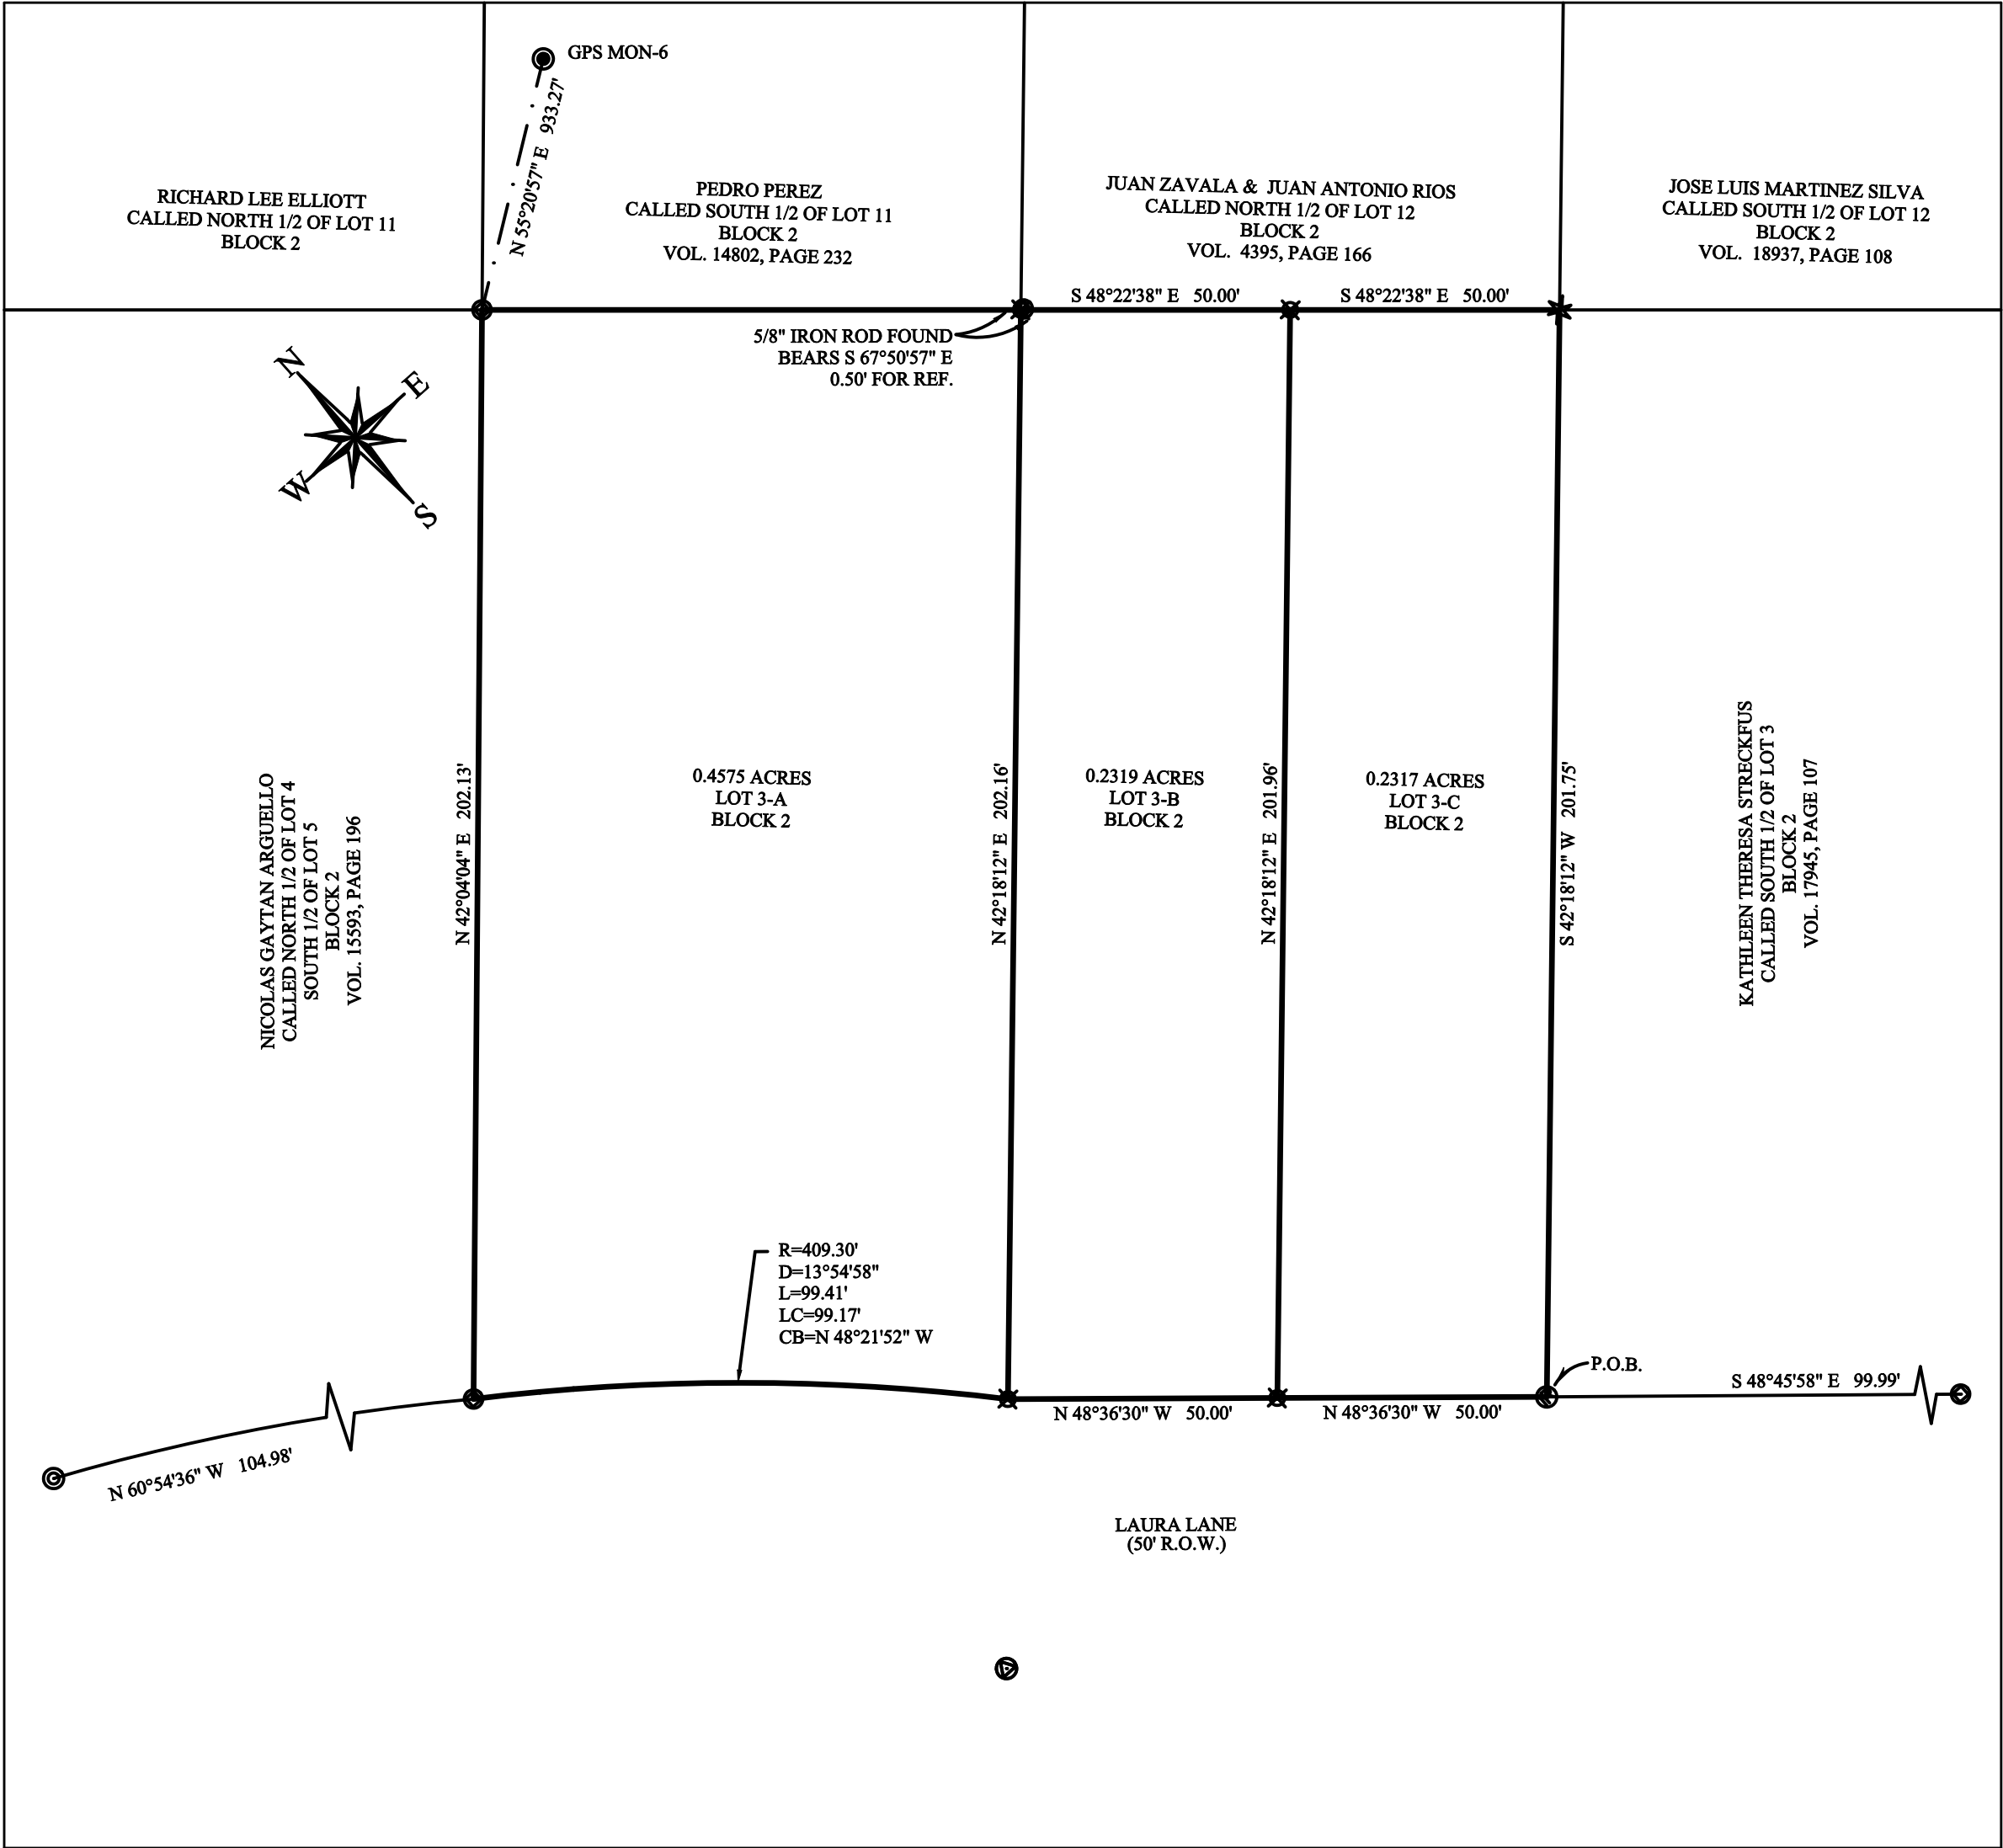 GPS MON-6
N 55°20'57" E 933.27'
RICHARD LEE ELLIOTT
CALLED NORTH 1/2 OF LOT 11
BLOCK 2
PEDRO PEREZ
CALLED SOUTH 1/2 OF LOT 11
BLOCK 2
VOL. 14802, PAGE 232
JUAN ZAVALA & JUAN ANTONIO RIOS
CALLED NORTH 1/2 OF LOT 12
BLOCK 2
VOL. 4395, PAGE 166
JOSE LUIS MARTINEZ SILVA
CALLED SOUTH 1/2 OF LOT 12
BLOCK 2
VOL. 18937, PAGE 108
S 48°22'38" E 50.00'
S 48°22'38" E 50.00'
5/8" IRON ROD FOUND
BEARS S 67°50'57" E
0.50' FOR REF.
N
E
W
S
NICOLAS GAYTAN ARGUELLO
CALLED NORTH 1/2 OF LOT 4
SOUTH 1/2 OF LOT 5
BLOCK 2
VOL. 15593, PAGE 196
N 42°04'04" E 202.13'
0.4575 ACRES
LOT 3-A
BLOCK 2
N 42°18'12" E 202.16'
0.2319 ACRES
LOT 3-B
BLOCK 2
N 42°18'12" E 201.96'
0.2317 ACRES
LOT 3-C
BLOCK 2
S 42°18'12" W 201.75'
KATHLEEN THERESA STRECKFUS
CALLED SOUTH 1/2 OF LOT 3
BLOCK 2
VOL. 17945, PAGE 107
R=409.30'
D=13°54'58"
L=99.41'
LC=99.17'
CB=N 48°21'52" W
P.O.B.
S 48°45'58" E 99.99'
N 48°36'30" W 50.00'
N 48°36'30" W 50.00'
N 60°54'36" W 104.98'
LAURA LANE
(50' R.O.W.)